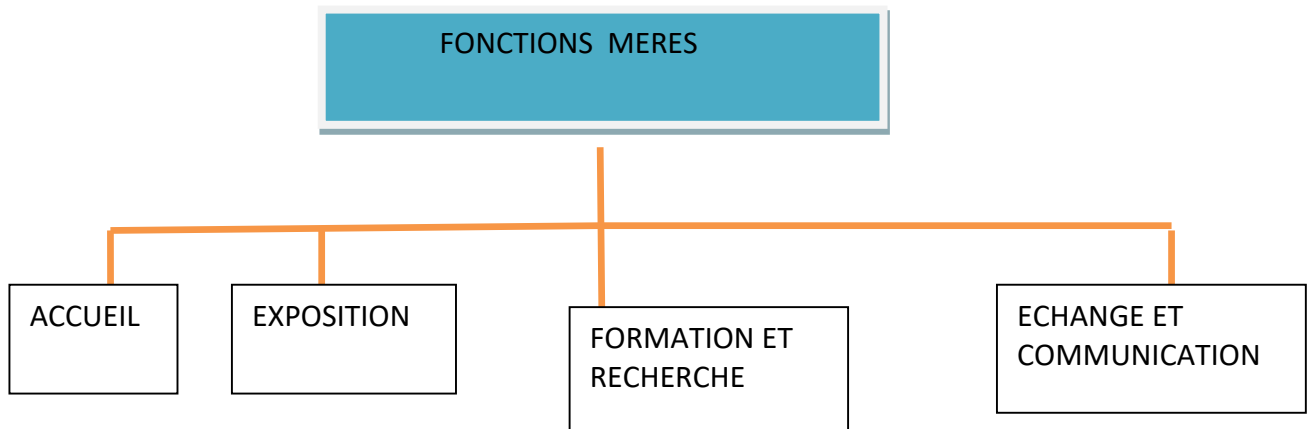 FONCTIONS MERES
ACCUEIL
EXPOSITION
FORMATION ET
RECHERCHE
ECHANGE ET
COMMUNICATION